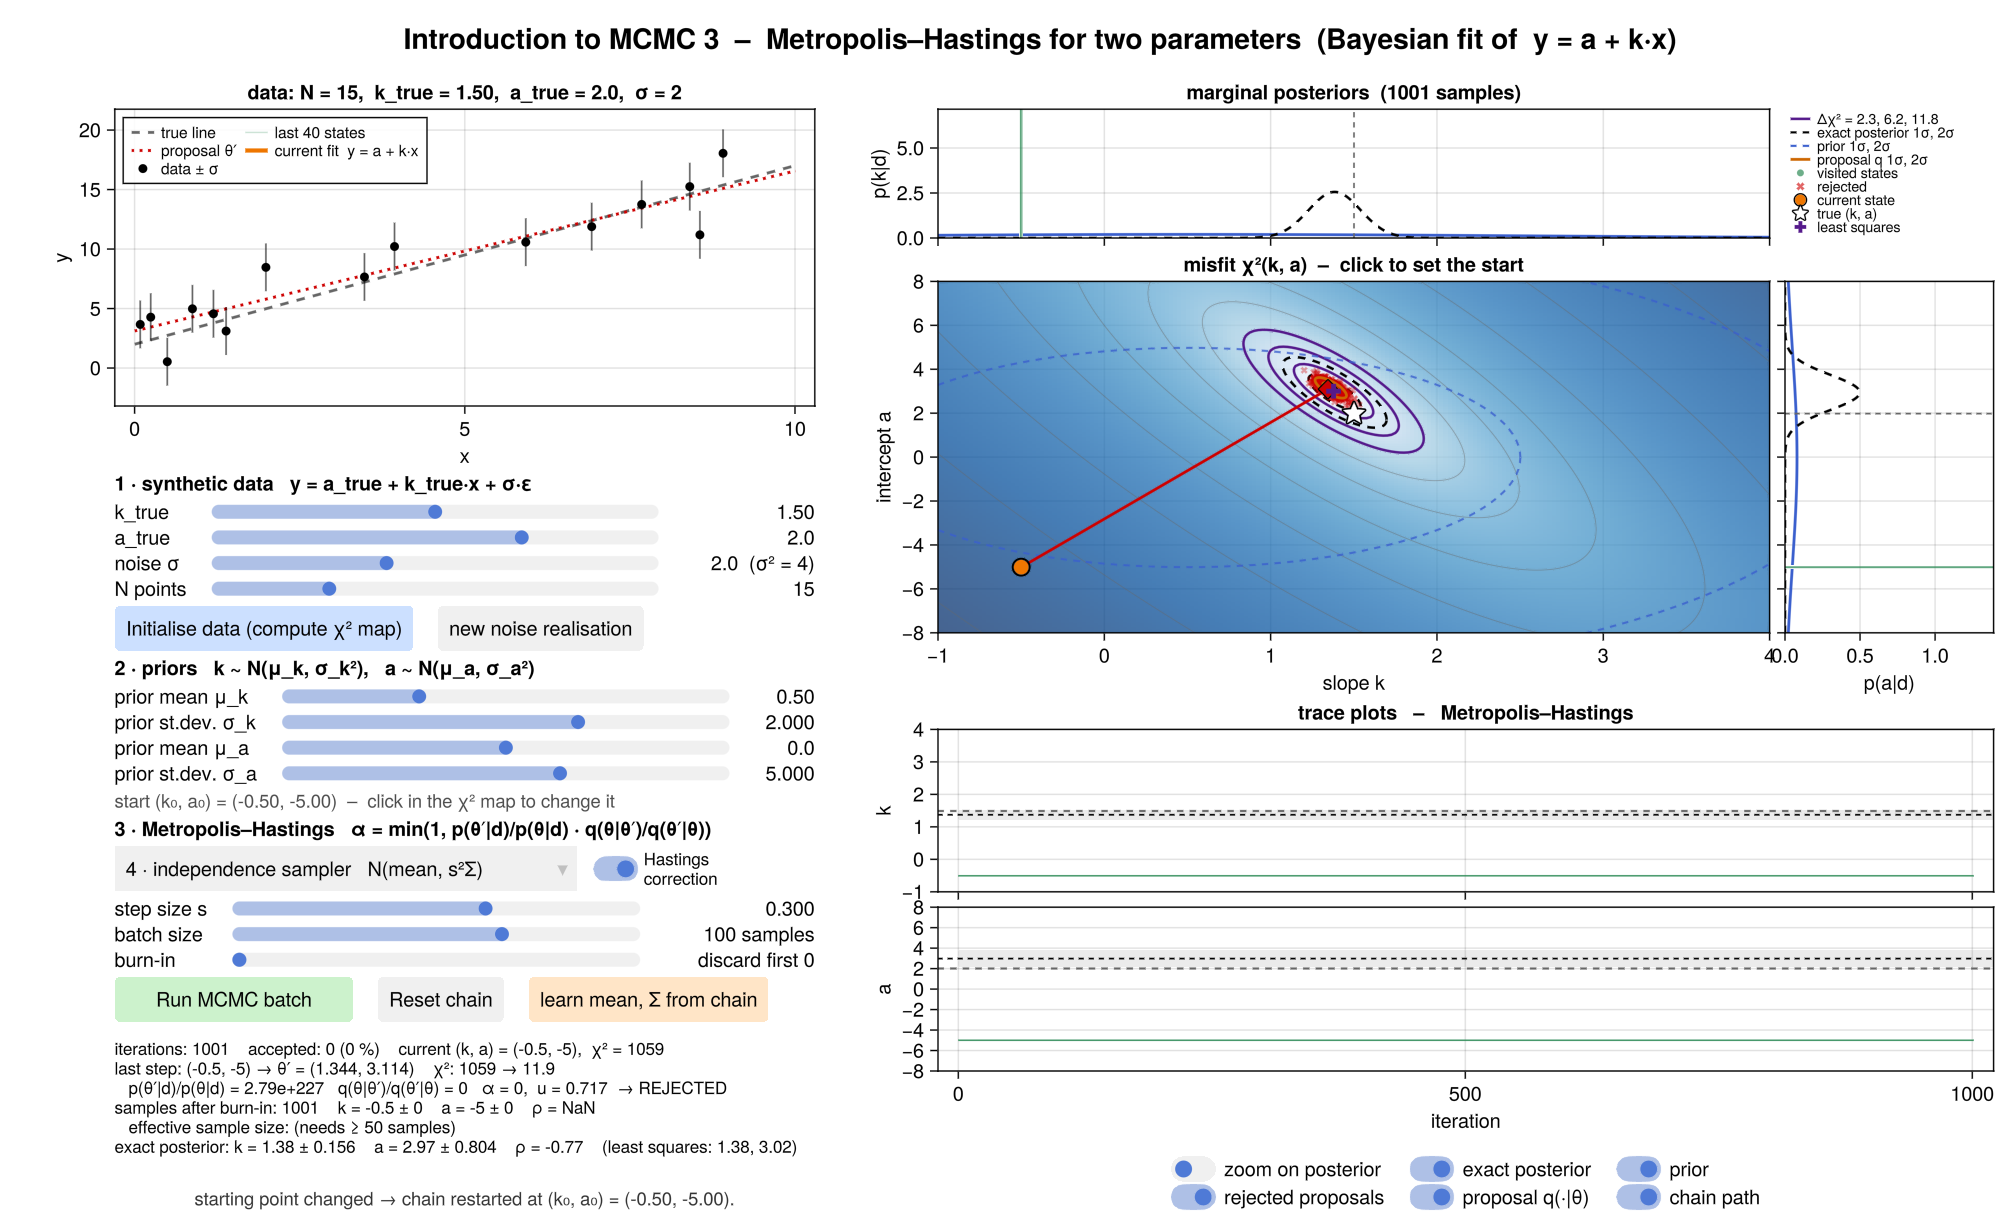 Introduction to MCMC 3 – Metropolis–Hastings for two parameters (Bayesian fit of y = a + k·x)
data: N = 15, k_true = 1.50, a_true = 2.0, σ = 2
true line
last 40 states
proposal θ′
current fit y = a + k·x
data ± σ
20
15
10
5
0
y
0
5
10
x
1 · synthetic data y = a_true + k_true·x + σ·ε
k_true 1.50
a_true 2.0
noise σ 2.0 (σ² = 4)
N points 15
Initialise data (compute χ² map)
new noise realisation
2 · priors k ~ N(μ_k, σ_k²), a ~ N(μ_a, σ_a²)
prior mean μ_k 0.50
prior st.dev. σ_k 2.000
prior mean μ_a 0.0
prior st.dev. σ_a 5.000
start (k₀, a₀) = (-0.50, -5.00) – click in the χ² map to change it
3 · Metropolis–Hastings α = min(1, p(θ′|d)/p(θ|d) · q(θ|θ′)/q(θ′|θ))
4 · independence sampler N(mean, s²Σ) ▼
Hastings
correction
step size s 0.300
batch size 100 samples
burn-in discard first 0
Run MCMC batch
Reset chain
learn mean, Σ from chain
iterations: 1001 accepted: 0 (0 %) current (k, a) = (-0.5, -5), χ² = 1059
last step: (-0.5, -5) → θ′ = (1.344, 3.114) χ²: 1059 → 11.9
p(θ′|d)/p(θ|d) = 2.79e+227 q(θ|θ′)/q(θ′|θ) = 0 α = 0, u = 0.717 → REJECTED
samples after burn-in: 1001 k = -0.5 ± 0 a = -5 ± 0 ρ = NaN
effective sample size: (needs ≥ 50 samples)
exact posterior: k = 1.38 ± 0.156 a = 2.97 ± 0.804 ρ = -0.77 (least squares: 1.38, 3.02)
starting point changed → chain restarted at (k₀, a₀) = (-0.50, -5.00).
marginal posteriors (1001 samples)
p(k|d)
5.0
2.5
0.0
Δχ² = 2.3, 6.2, 11.8
exact posterior 1σ, 2σ
prior 1σ, 2σ
proposal q 1σ, 2σ
visited states
rejected
current state
true (k, a)
least squares
misfit χ²(k, a) – click to set the start
intercept a
8
6
4
2
0
−2
−4
−6
−8
−1
0
1
2
3
4
slope k
0.0
0.5
1.0
p(a|d)
trace plots – Metropolis–Hastings
k
4
3
2
1
0
−1
a
8
6
4
2
0
−2
−4
−6
−8
0
500
1000
iteration
zoom on posterior
exact posterior
prior
rejected proposals
proposal q(·|θ)
chain path